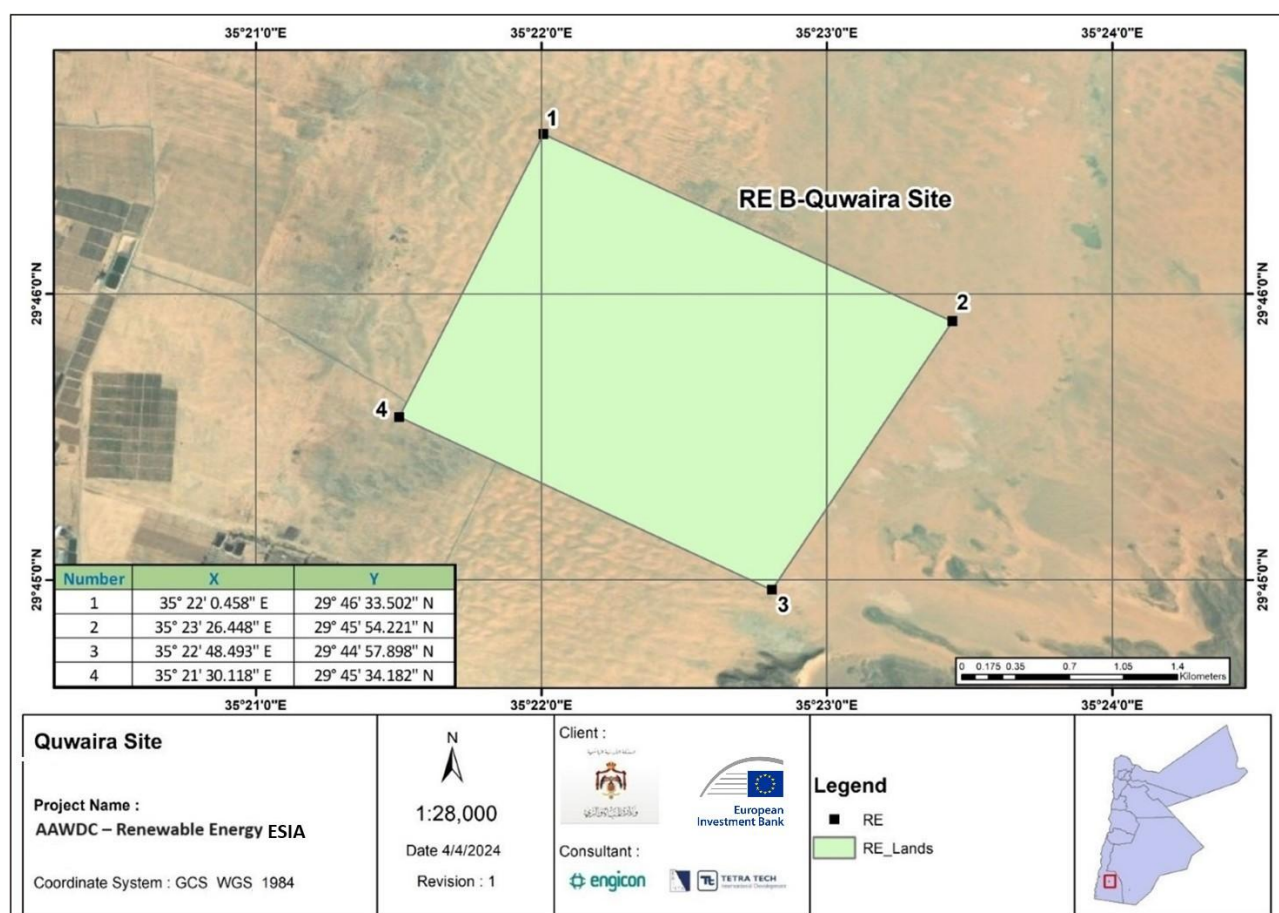 35°21'0"E 35°22'0"E 35°23'0"E 35°24'0"E
1
RE B-Quwaira Site
29°46'0"N 29°46'0"N
2
4
29°45'0"N 29°45'0"N
3
Number X Y
1 35° 22' 0.458" E 29° 46' 33.502" N
2 35° 23' 26.448" E 29° 45' 54.221" N
3 35° 22' 48.493" E 29° 44' 57.898" N
4 35° 21' 30.118" E 29° 45' 34.182" N
0 0.175 0.35 0.7 1.05 1.4
Kilometers
35°21'0"E 35°22'0"E 35°23'0"E 35°24'0"E
Quwaira Site
Project Name :
AAWDC – Renewable Energy ESIA
Coordinate System : GCS WGS 1984
N
1:28,000
Date 4/4/2024
Revision : 1
Client :
European
Investment Bank
Consultant :
engicon
TETRA TECH
International Development
Legend
RE
RE_Lands